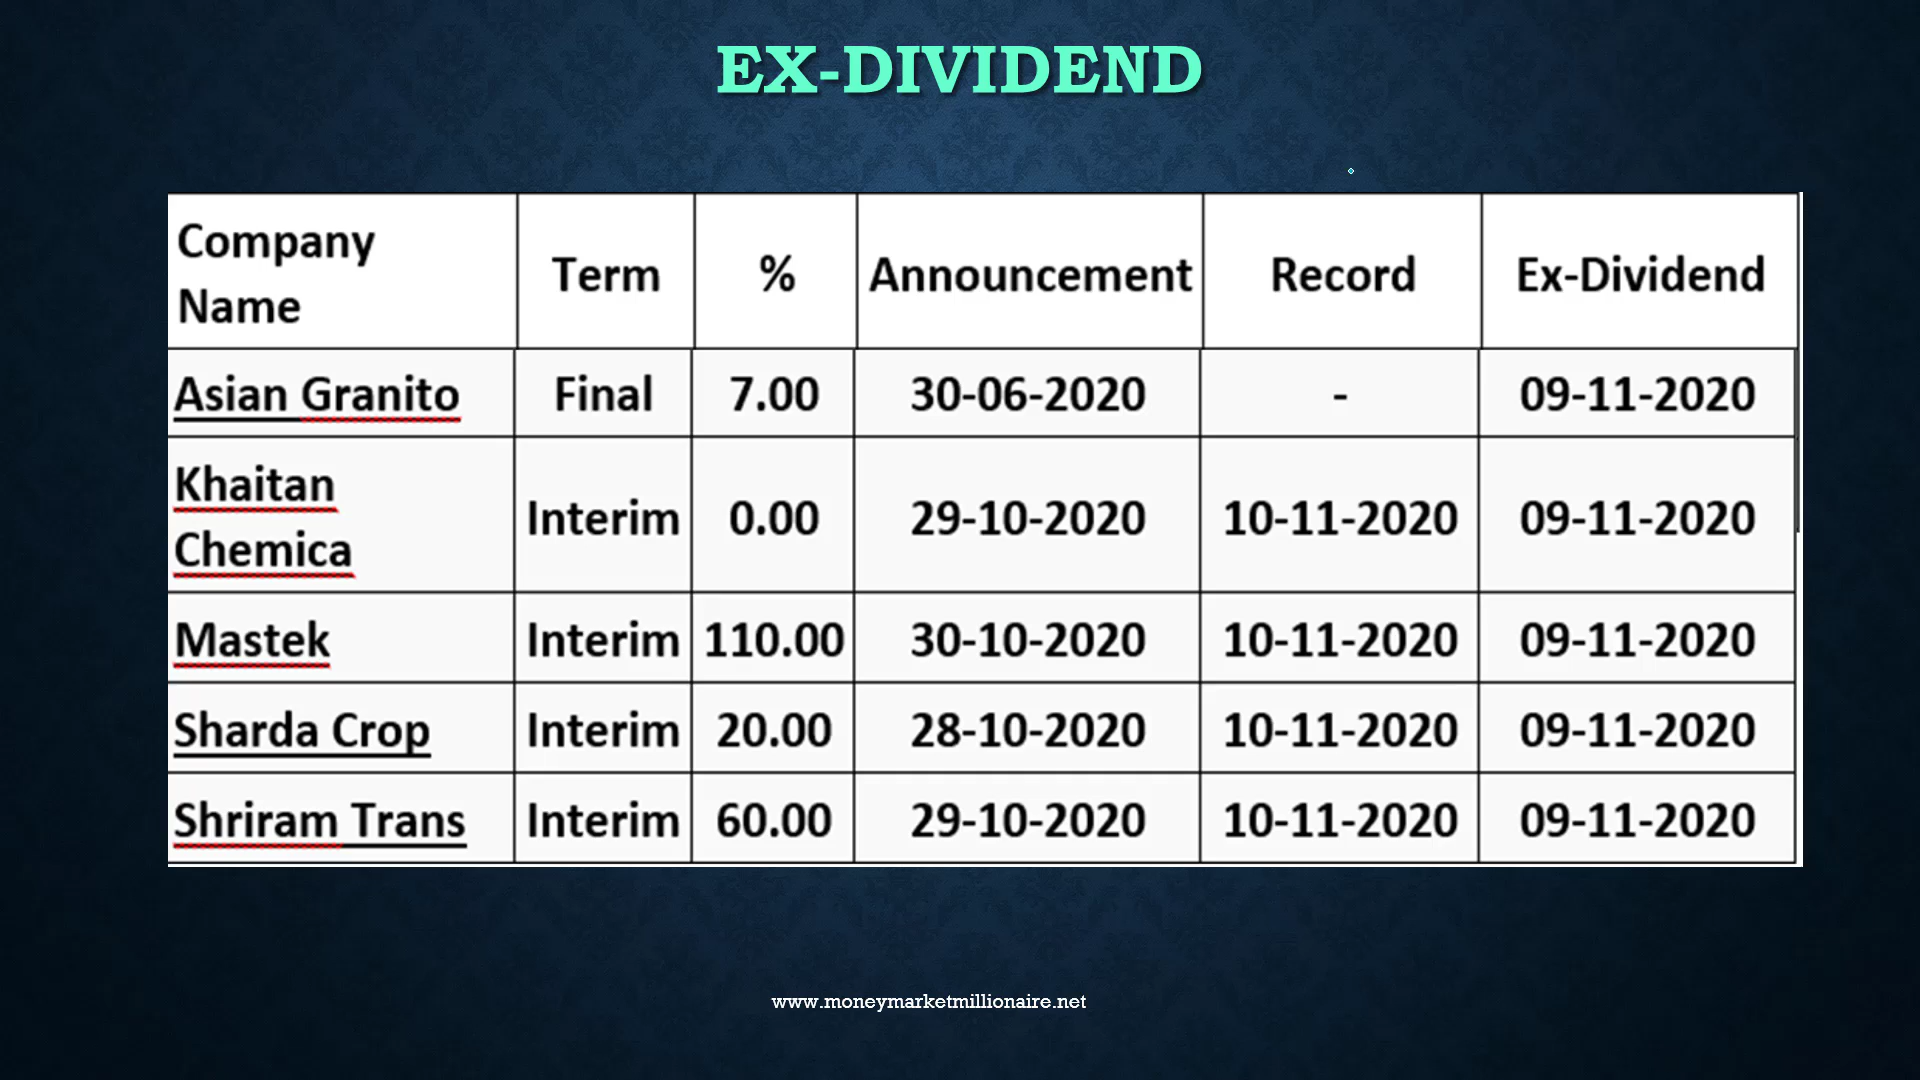 EX-DIVIDEND
Company Name Term % Announcement Record Ex-Dividend
Asian Granito Final 7.00 30-06-2020 - 09-11-2020
Khaitan Chemica Interim 0.00 29-10-2020 10-11-2020 09-11-2020
Mastek Interim 110.00 30-10-2020 10-11-2020 09-11-2020
Sharda Crop Interim 20.00 28-10-2020 10-11-2020 09-11-2020
Shriram Trans Interim 60.00 29-10-2020 10-11-2020 09-11-2020
www.moneymarketmillionaire.net